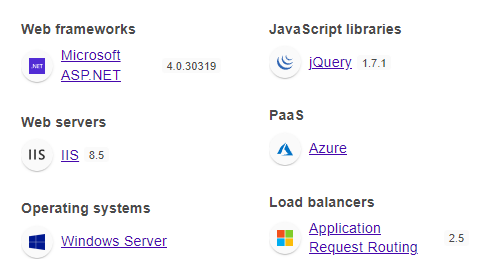 Web frameworks
.NET
Microsoft
ASP.NET
4.0.30319
Web servers
IIS
IIS 8.5
Operating systems
Windows Server
JavaScript libraries
jQuery 1.7.1
PaaS
Azure
Load balancers
Application
Request Routing
2.5